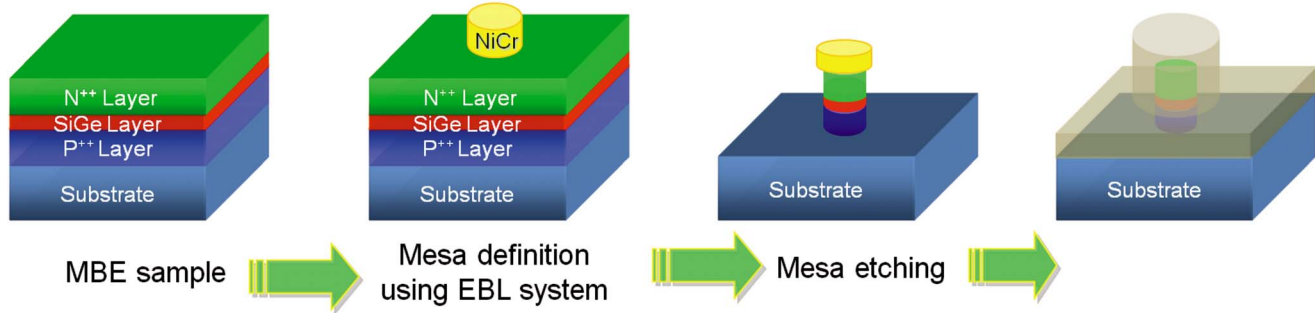 N++ Layer
SiGe Layer
P++ Layer
Substrate
MBE sample
NiCr
N++ Layer
SiGe Layer
P++ Layer
Substrate
Mesa definition
using EBL system
Substrate
Mesa etching
Substrate